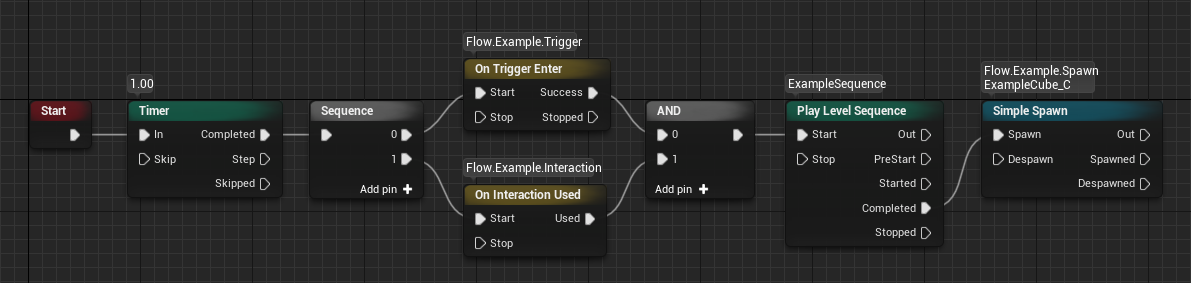 Start
1.00
Timer
In Completed
Skip Step
Skipped
Sequence
0
1
Add pin
Flow.Example.Trigger
On Trigger Enter
Start Success
Stop Stopped
Flow.Example.Interaction
On Interaction Used
Start Used
Stop
AND
0
1
Add pin
ExampleSequence
Play Level Sequence
Start Out
Stop PreStart
Started
Completed
Stopped
Flow.Example.Spawn
ExampleCube_C
Simple Spawn
Spawn Out
Despawn Spawned
Despawned